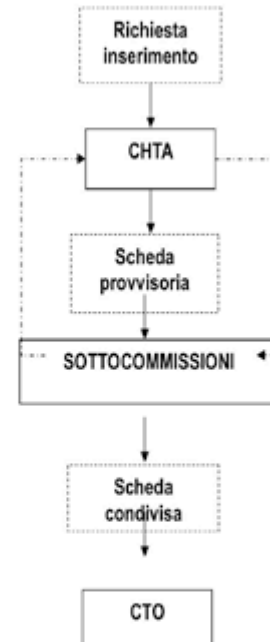 Richiesta
inserimento
CHTA
Scheda
provvisoria
SOTTOCOMMISSIONI
Scheda
condivisa
CTO